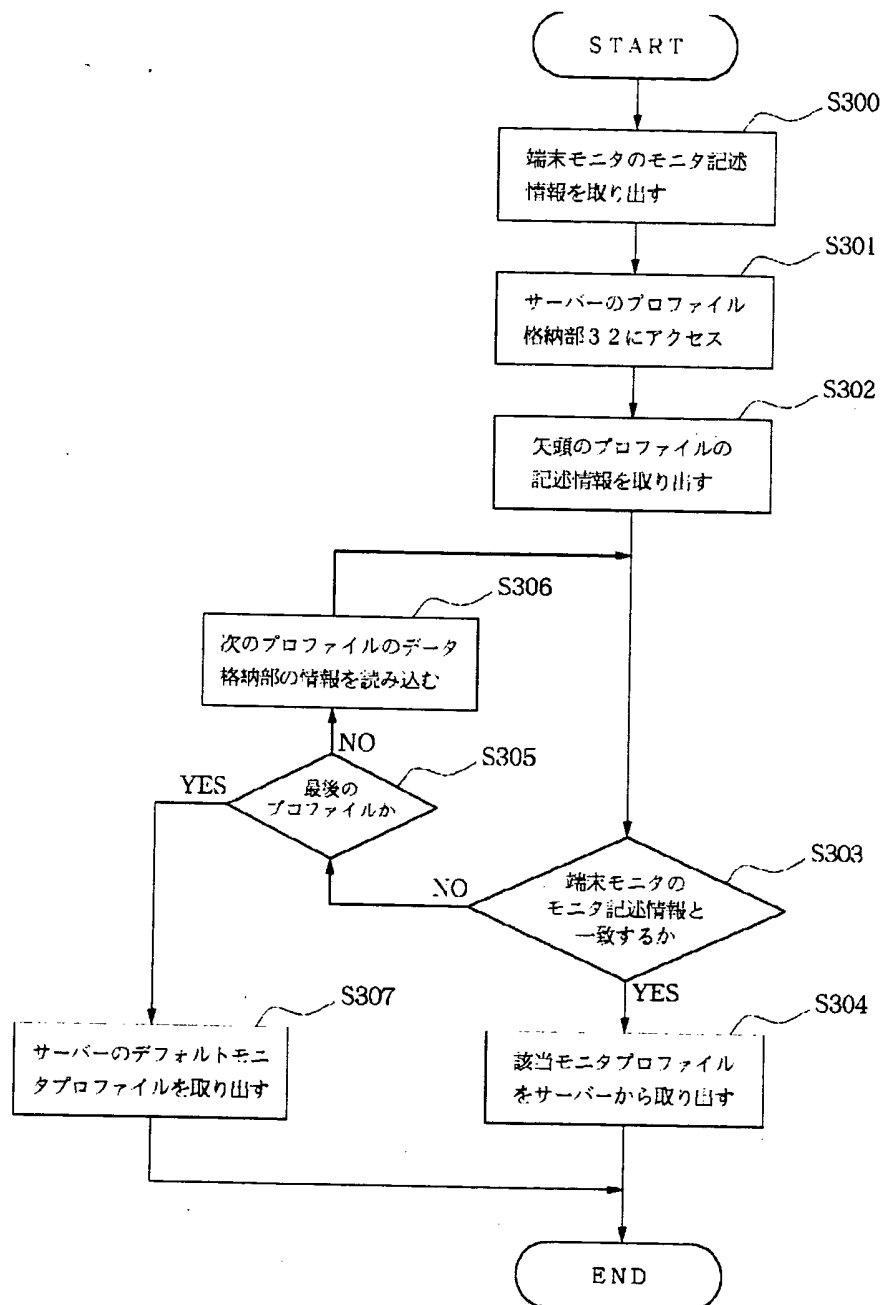 START
S300
端末モニタのモニタ記述
情報を取り出す
S301
サーバーのプロファイル
格納部32にアクセス
S302
矢頭のプロファイルの
記述情報を取り出す
S306
次のプロファイルのデータ
格納部の情報を読み込む
NO
YES
S305
最後の
プロファイルか
S303
NO
端末モニタの
モニタ記述情報と
一致するか
YES
S307
サーバーのデフォルトモニ
タプロファイルを取り出す
S304
該当モニタプロファイル
をサーバーから取り出す
END